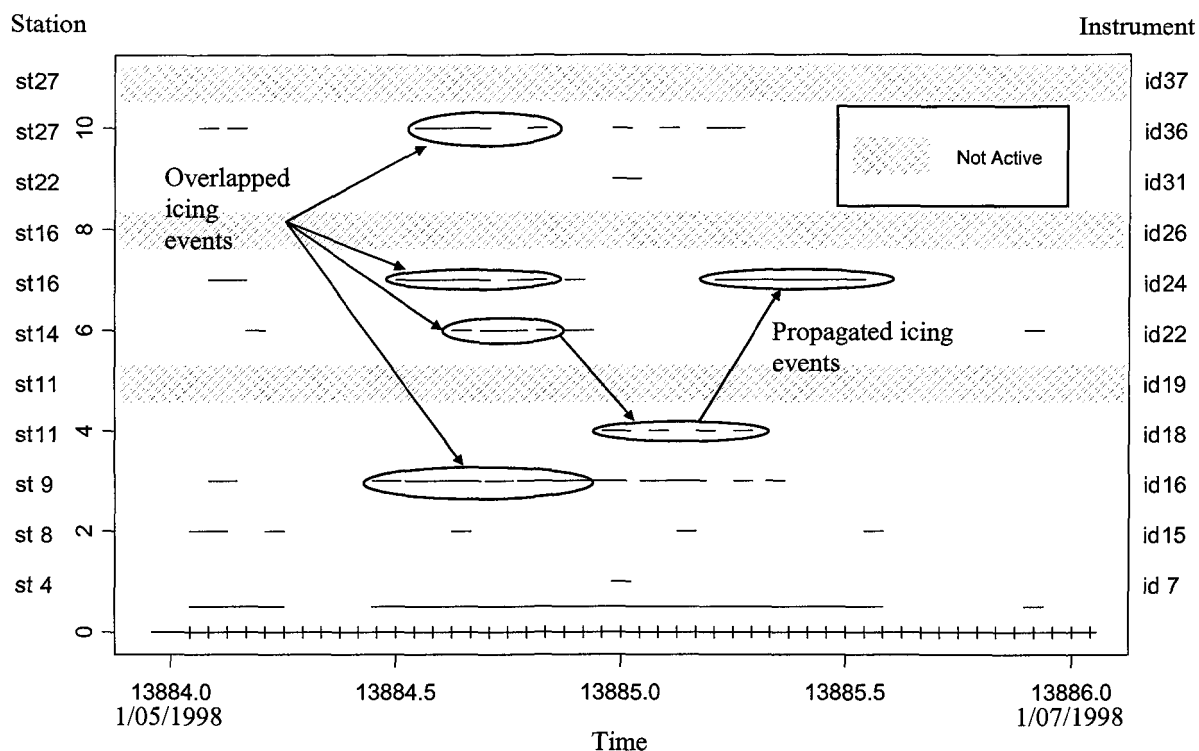 Station
Instrument
st27
id37
st27
10
id36
Overlapped
icing
events
Not Active
st22
id31
st16
8
id26
st16
id24
st14
6
id22
Propagated icing
events
st11
id19
st11
4
id18
st 9
id16
st 8
2
id15
st 4
id 7
0
13884.0
13884.5
13885.0
13885.5
13886.0
1/05/1998
1/07/1998
Time